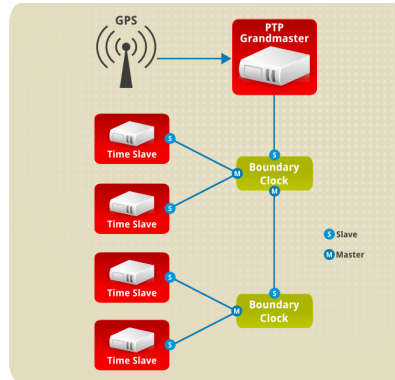 GPS
PTP
Grandmaster
S
Time Slave
S
Boundary
Clock
M
M
S
Time Slave
S Slave
M Master
S
Time Slave
S
Boundary
Clock
M
S
Time Slave